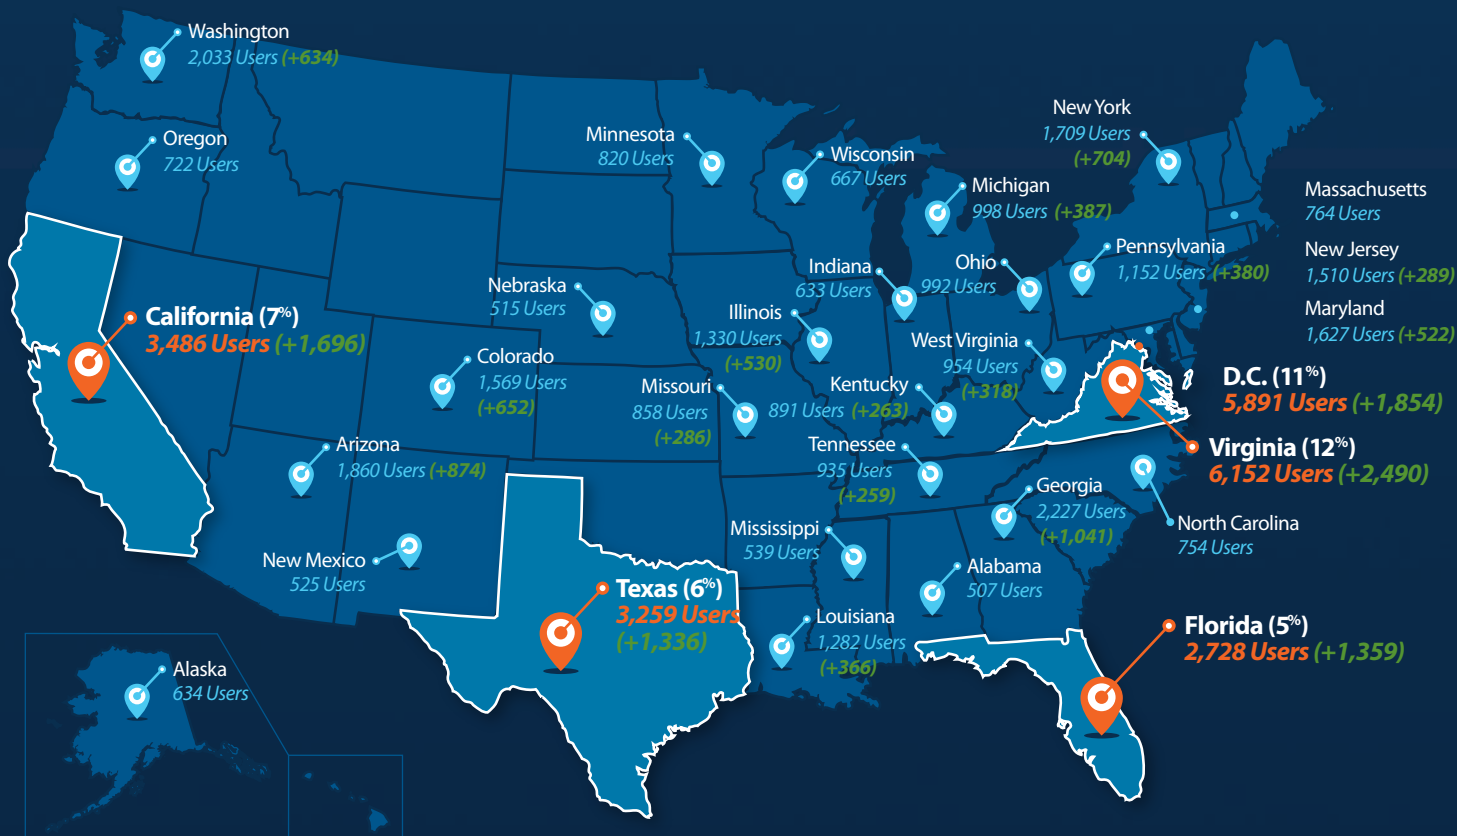 Washington
2,033 Users (+634)
Oregon
722 Users
California (7%)
3,486 Users (+1,696)
Nebraska
515 Users
Colorado
1,569 Users
(+652)
Arizona
1,860 Users (+874)
New Mexico
525 Users
Alaska
634 Users
Texas (6%)
3,259 Users
(+1,336)
Minnesota
820 Users
Wisconsin
667 Users
Michigan
998 Users (+387)
Indiana
633 Users
Ohio
992 Users
Illinois
1,330 Users
(+530)
Missouri
858 Users
(+286)
Kentucky
891 Users (+263)
West Virginia
954 Users
(+318)
Tennessee
935 Users
(+259)
Mississippi
539 Users
Louisiana
1,282 Users
(+366)
Alabama
507 Users
Georgia
2,227 Users
(+1,041)
New York
1,709 Users
(+704)
Pennsylvania
1,152 Users (+380)
Massachusetts
764 Users
New Jersey
1,510 Users (+289)
Maryland
1,627 Users (+522)
D.C. (11%)
5,891 Users (+1,854)
Virginia (12%)
6,152 Users (+2,490)
North Carolina
754 Users
Florida (5%)
2,728 Users (+1,359)